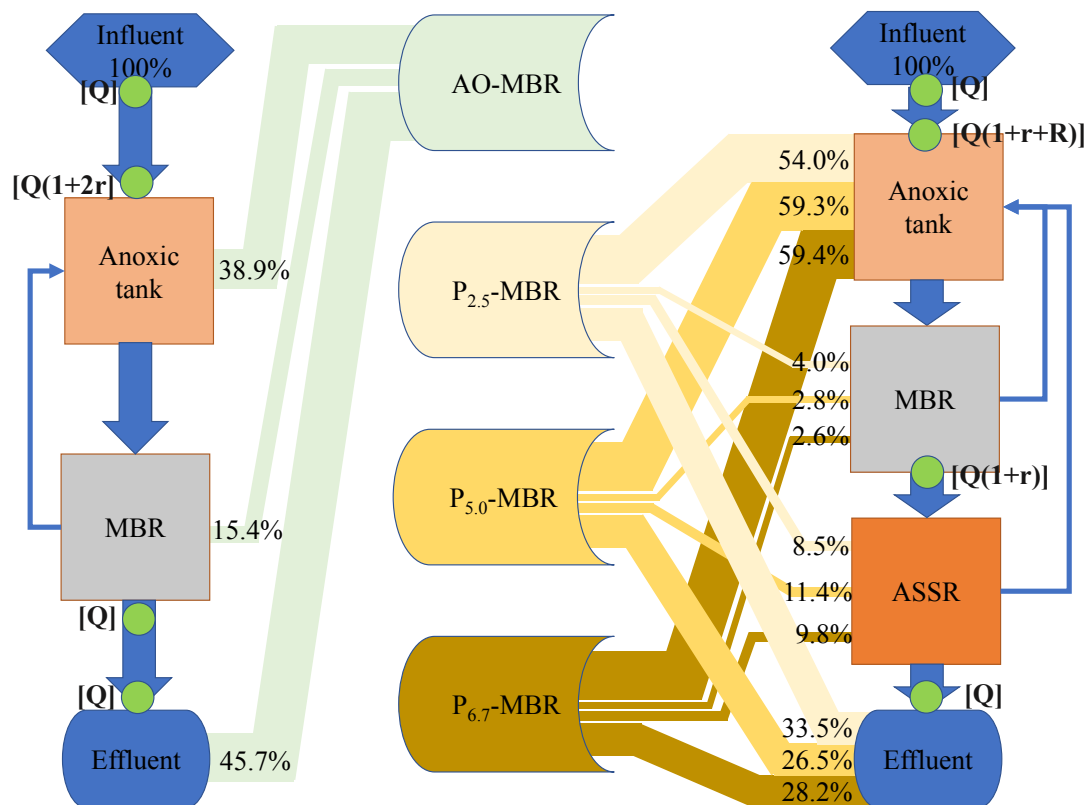 Influent
100%
[Q]
[Q(1+2r]
Anoxic
tank
38.9%
MBR
15.4%
[Q]
Effluent
45.7%
AO-MBR
P2.5-MBR
P5.0-MBR
P6.7-MBR
Influent
100%
[Q]
[Q(1+r+R)]
54.0%
59.3%
59.4%
Anoxic
tank
4.0%
2.8%
2.6%
MBR
[Q(1+r)]
8.5%
11.4%
9.8%
ASSR
[Q]
33.5%
26.5%
28.2%
Effluent